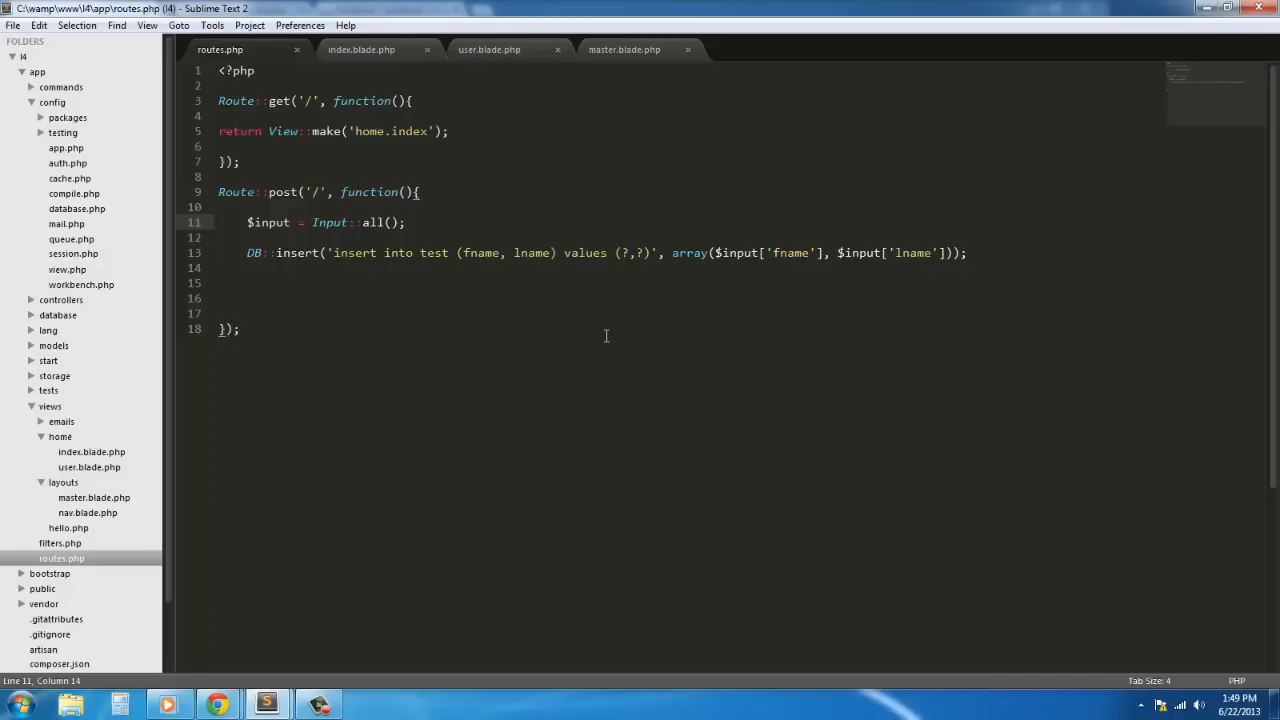 C:\wamp\www\l4\app\routes.php (l4) - Sublime Text 2
File Edit Selection Find View Goto Tools Project Preferences Help
FOLDERS
l4
app
commands
config
packages
testing
app.php
auth.php
cache.php
compile.php
database.php
mail.php
queue.php
session.php
view.php
workbench.php
controllers
database
lang
models
start
storage
tests
views
emails
home
index.blade.php
user.blade.php
layouts
master.blade.php
nav.blade.php
hello.php
filters.php
routes.php
bootstrap
public
vendor
.gitattributes
.gitignore
artisan
composer.json
routes.php × index.blade.php × user.blade.php × master.blade.php ×
1 <?php
2
3 Route::get('/', function(){
4
5 return View::make('home.index');
6
7 });
8
9 Route::post('/', function(){
10
11 $input = Input::all();
12
13 DB::insert('insert into test (fname, lname) values (?,?)', array($input['fname'], $input['lname']));
14
15
16
17
18 });
Line 11, Column 14 Tab Size: 4 PHP
1:49 PM
6/22/2013